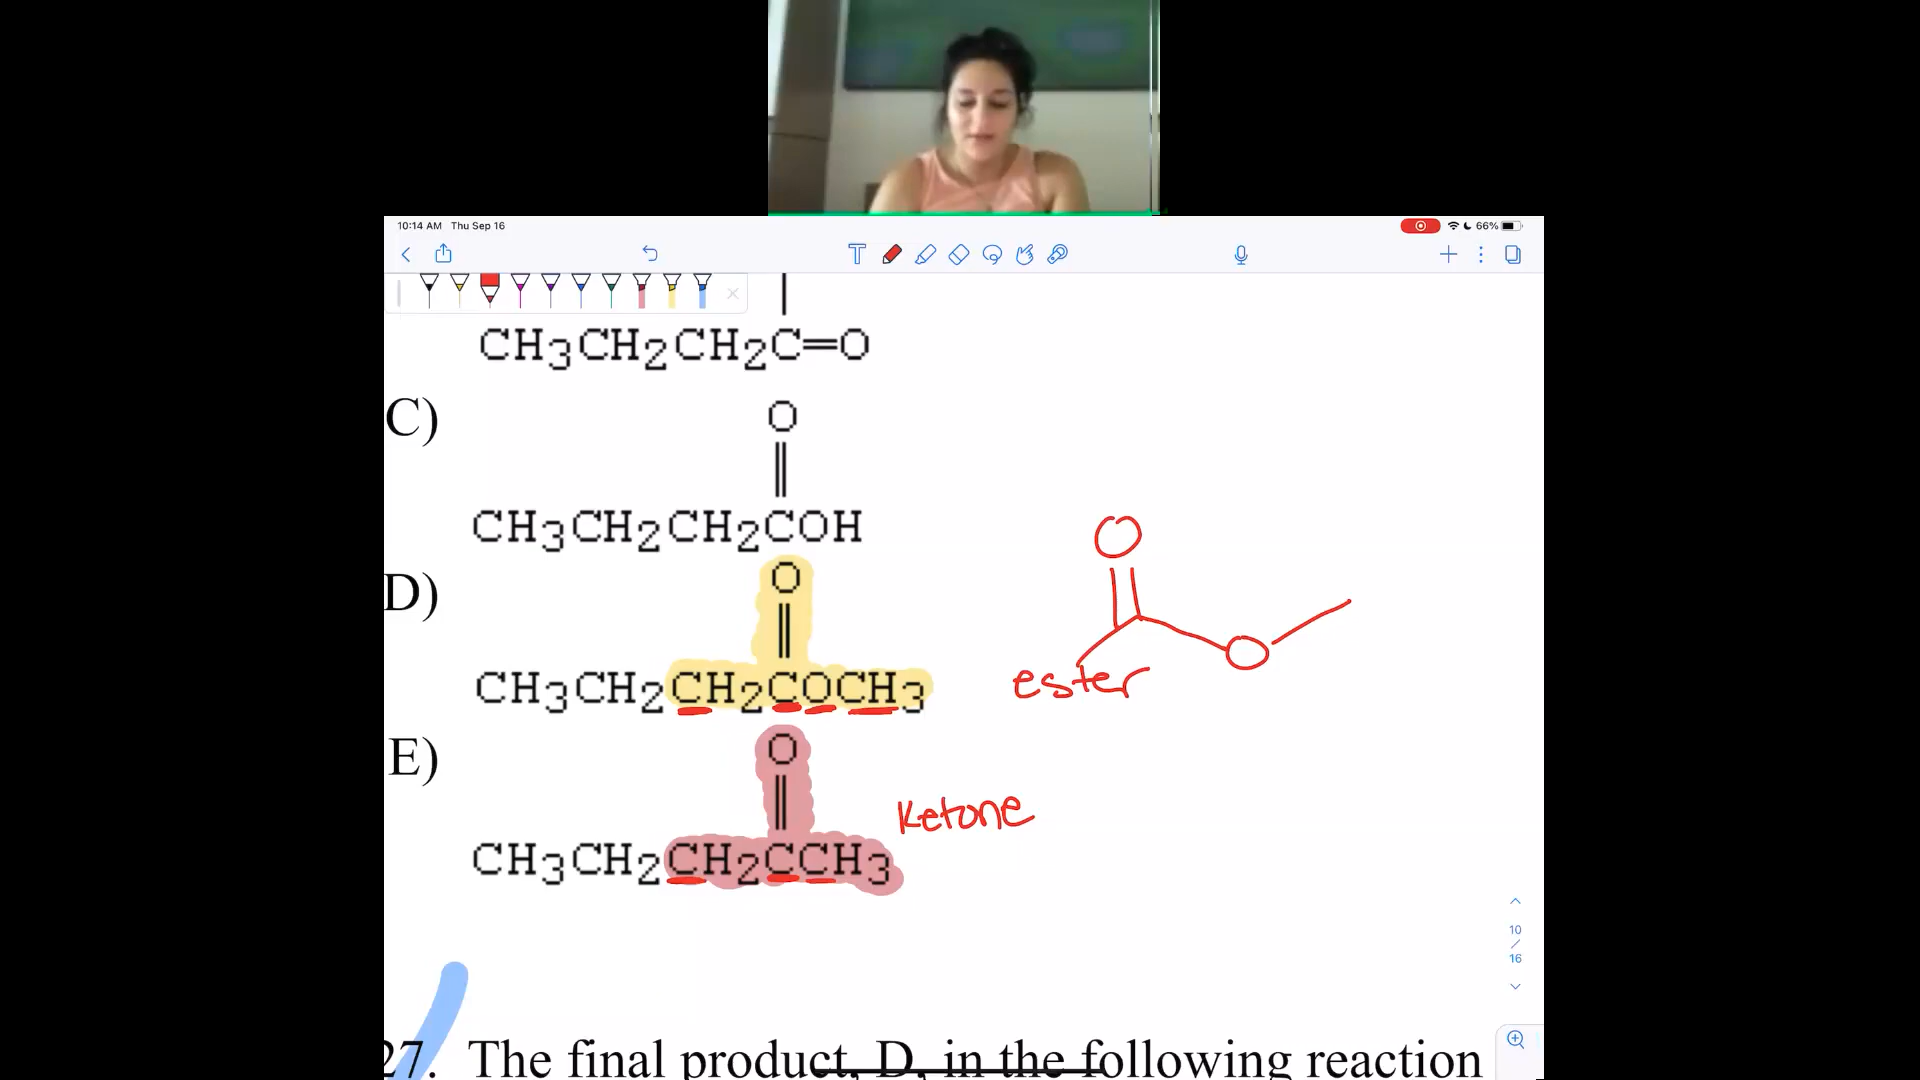 10:14 AM Thu Sep 16
66%
T
CH3CH2CH2C=O
C)
O
CH3CH2CH2COH
O
D)
O
CH3CH2CH2COCH3
O
ester
E)
O
Ketone
CH3CH2CH2CCH3
10
/
16
27. The final product, D, in the following reaction